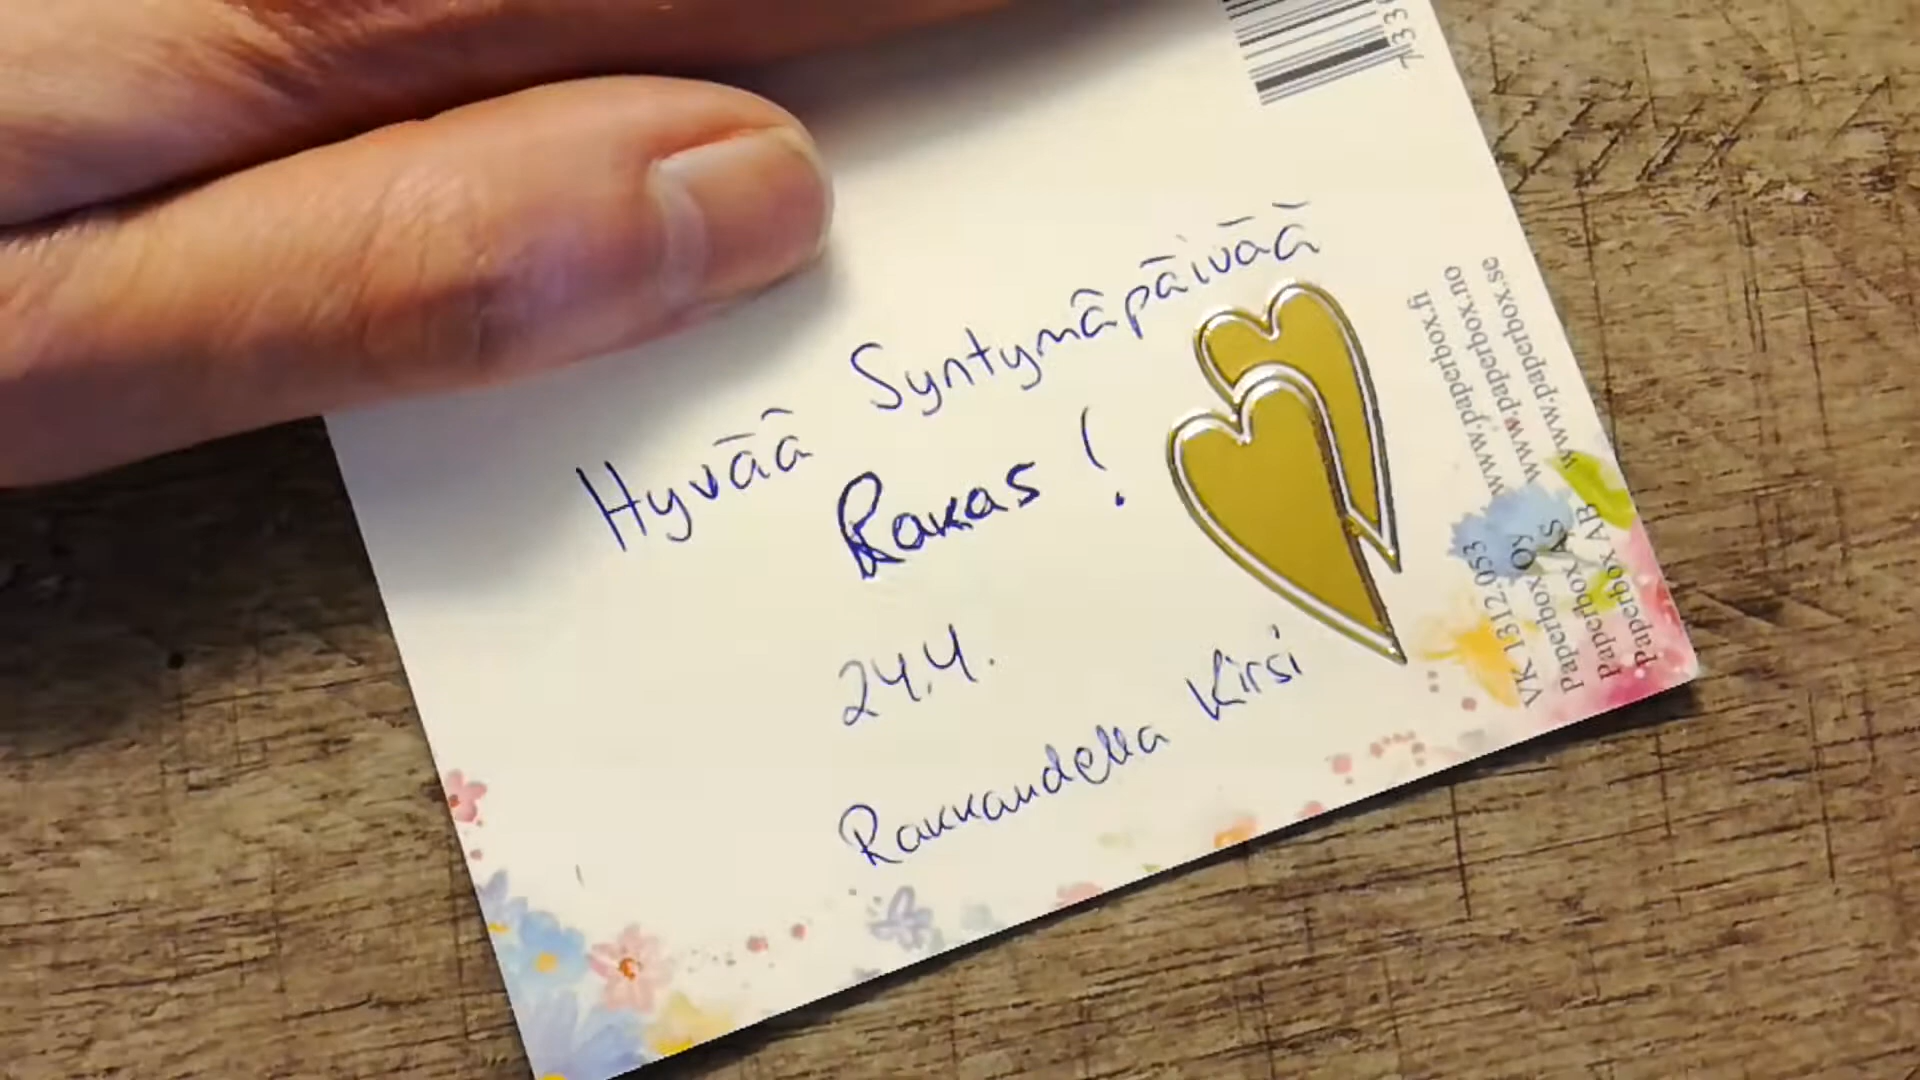 Hyvää Syntymäpäivää
Rakas !
24.4.
Rakkaudella Kirsi
www.paperbox.fi
www.paperbox.no
www.paperbox.se
VK 1312.053
Paperbox Oy
Paperbox AS
Paperbox AB